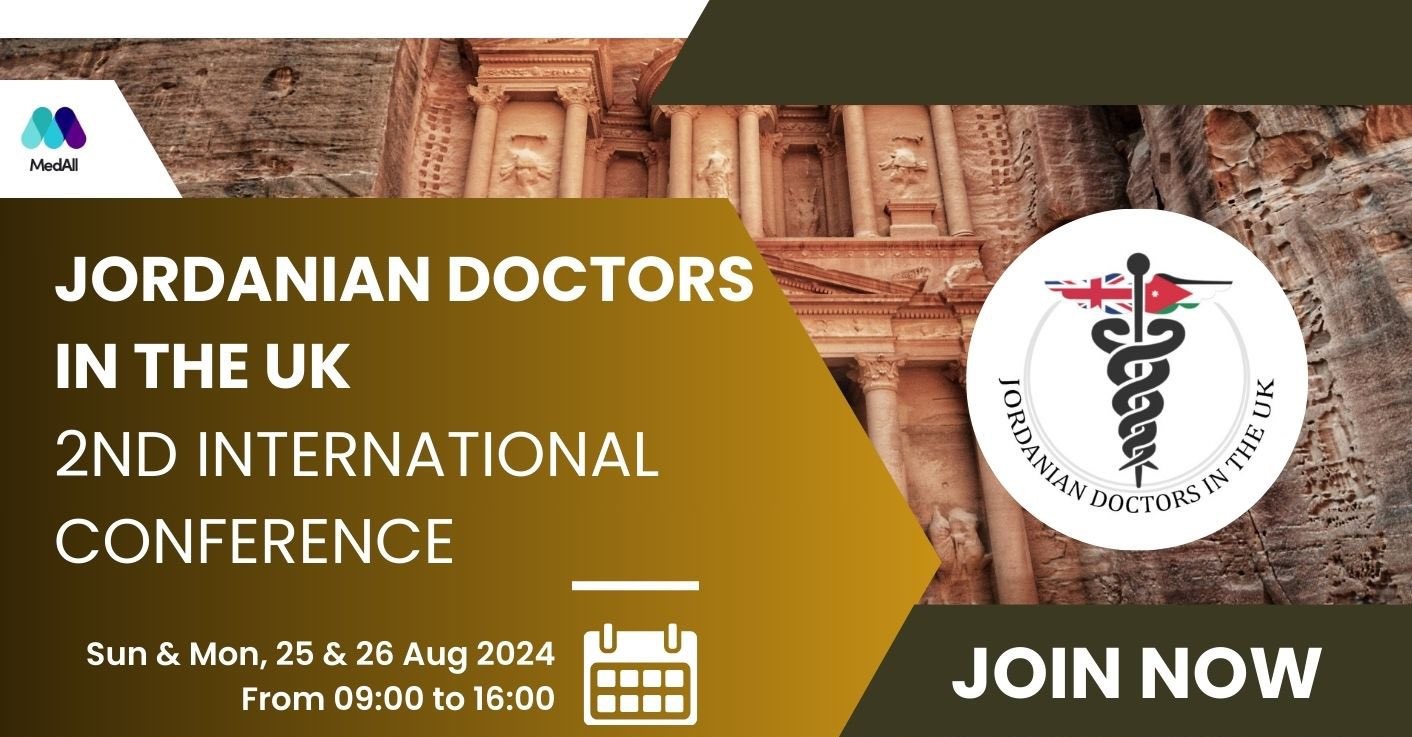 MedAll
JORDANIAN DOCTORS
IN THE UK
2ND INTERNATIONAL
CONFERENCE
Sun & Mon, 25 & 26 Aug 2024
From 09:00 to 16:00
JORDANIAN DOCTORS IN THE UK
JOIN NOW